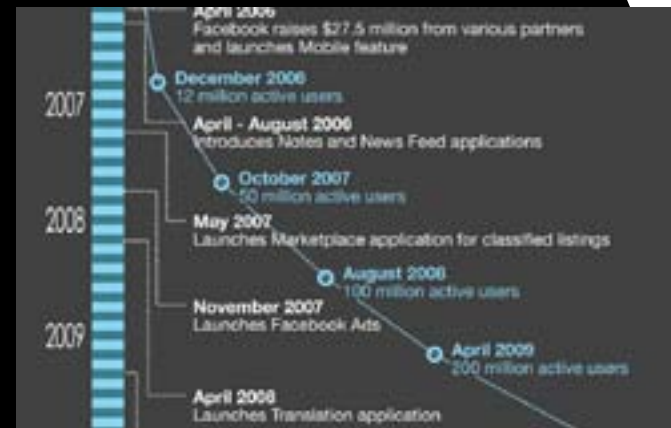 April 2006
Facebook raises $27.5 million from various partners
and launches Mobile feature
December 2006
12 million active users
2007
April - August 2006
Introduces Notes and News Feed applications
October 2007
50 million active users
2008
May 2007
Launches Marketplace application for classified listings
August 2008
100 million active users
November 2007
Launches Facebook Ads
2009
April 2009
200 million active users
April 2008
Launches Translation application